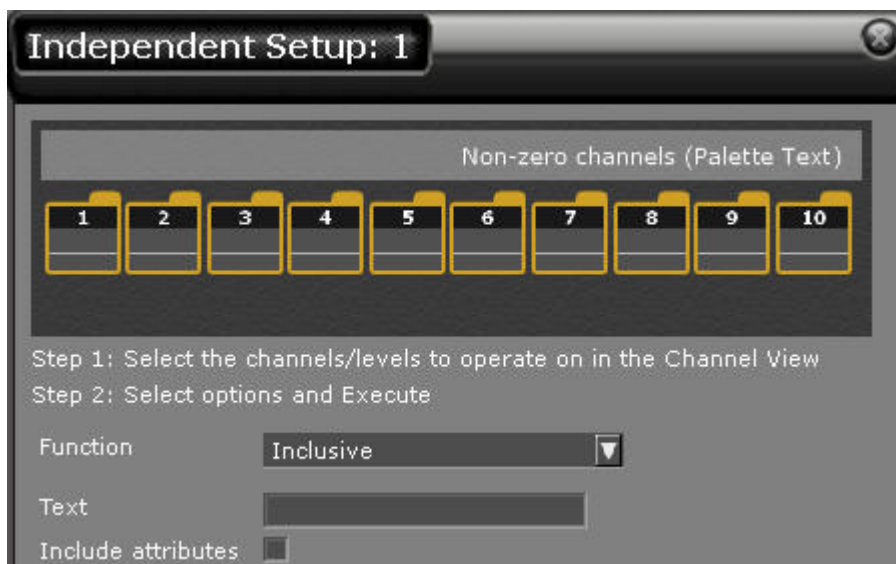 Independent Setup: 1
Non-zero channels (Palette Text)
1 2 3 4 5 6 7 8 9 10
Step 1: Select the channels/levels to operate on in the Channel View
Step 2: Select options and Execute
Function Inclusive
Text
Include attributes